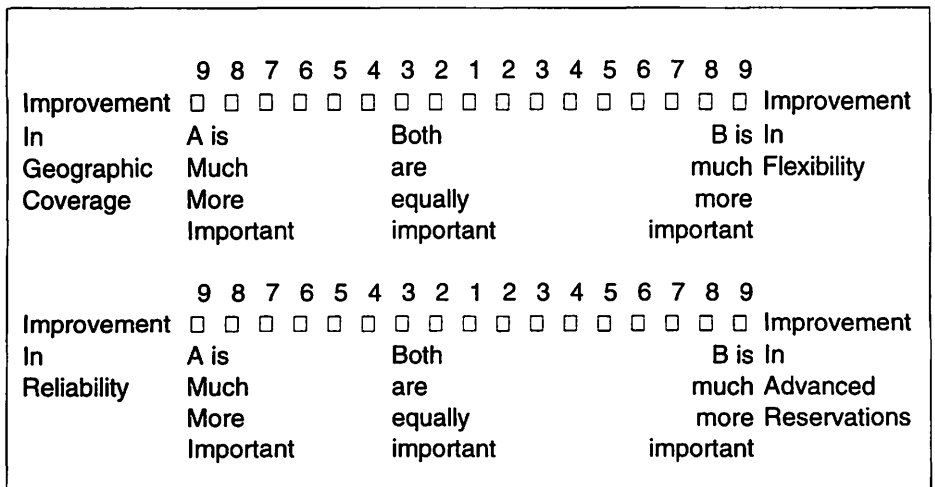 9 8 7 6 5 4 3 2 1 2 3 4 5 6 7 8 9
Improvement □ □ □ □ □ □ □ □ □ □ □ □ □ □ □ □ □ Improvement
In A is Both B is In
Geographic Much are much Flexibility
Coverage More equally more
Important important important
9 8 7 6 5 4 3 2 1 2 3 4 5 6 7 8 9
Improvement □ □ □ □ □ □ □ □ □ □ □ □ □ □ □ □ □ Improvement
In A is Both B is In
Reliability Much are much Advanced
More equally more Reservations
Important important important